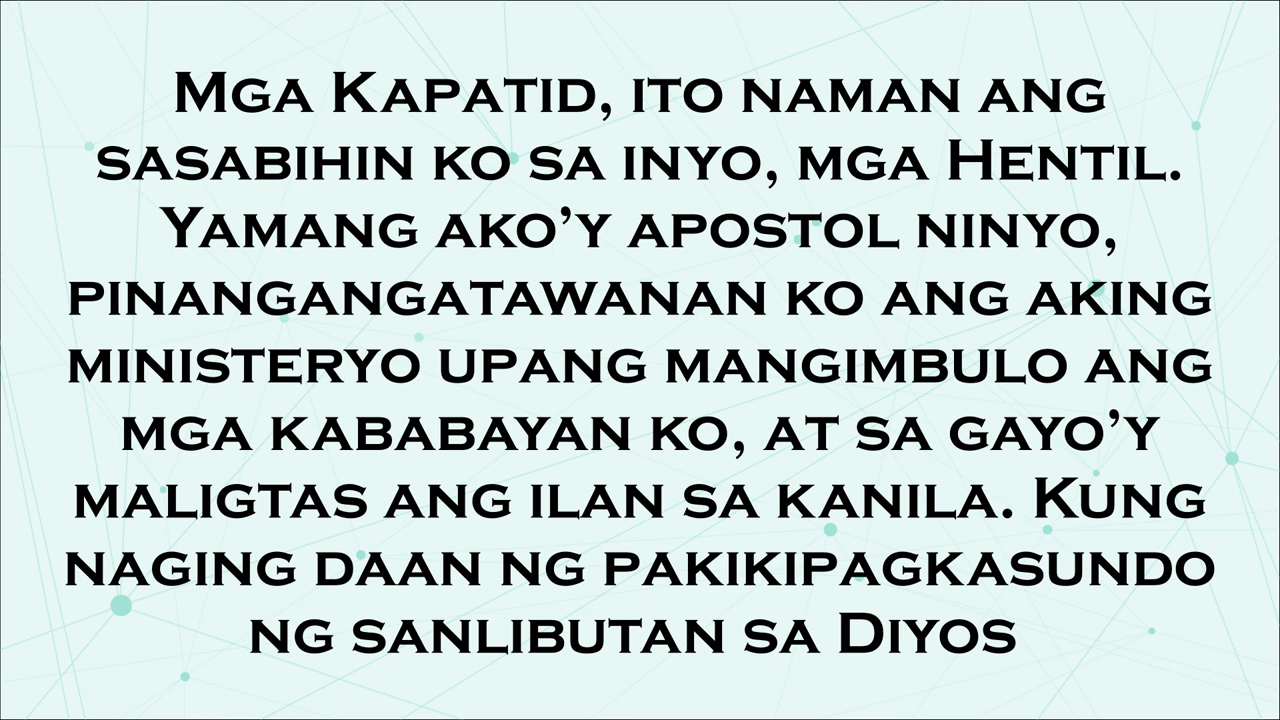 Mga Kapatid, ito naman ang
sasabihin ko sa inyo, mga Hentil.
Yamang ako’y apostol ninyo,
pinangangatawanan ko ang aking
ministeryo upang mangimbulo ang
mga kababayan ko, at sa gayo’y
maligtas ang ilan sa kanila. Kung
naging daan ng pakikipagkasundo
ng sanlibutan sa Diyos